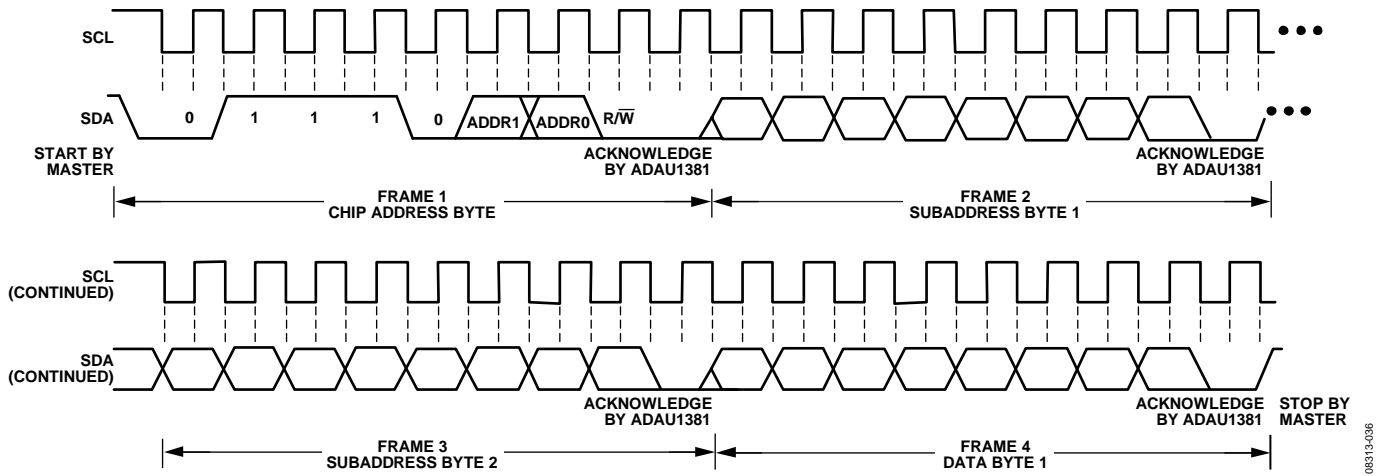 SCL
SDA
0 1 1 1 0 ADDR1 ADDR0 R/W̅
START BY
MASTER
ACKNOWLEDGE
BY ADAU1381
ACKNOWLEDGE
BY ADAU1381
FRAME 1
CHIP ADDRESS BYTE
FRAME 2
SUBADDRESS BYTE 1
SCL
(CONTINUED)
SDA
(CONTINUED)
ACKNOWLEDGE
BY ADAU1381
ACKNOWLEDGE
BY ADAU1381
STOP BY
MASTER
FRAME 3
SUBADDRESS BYTE 2
FRAME 4
DATA BYTE 1
08313-036